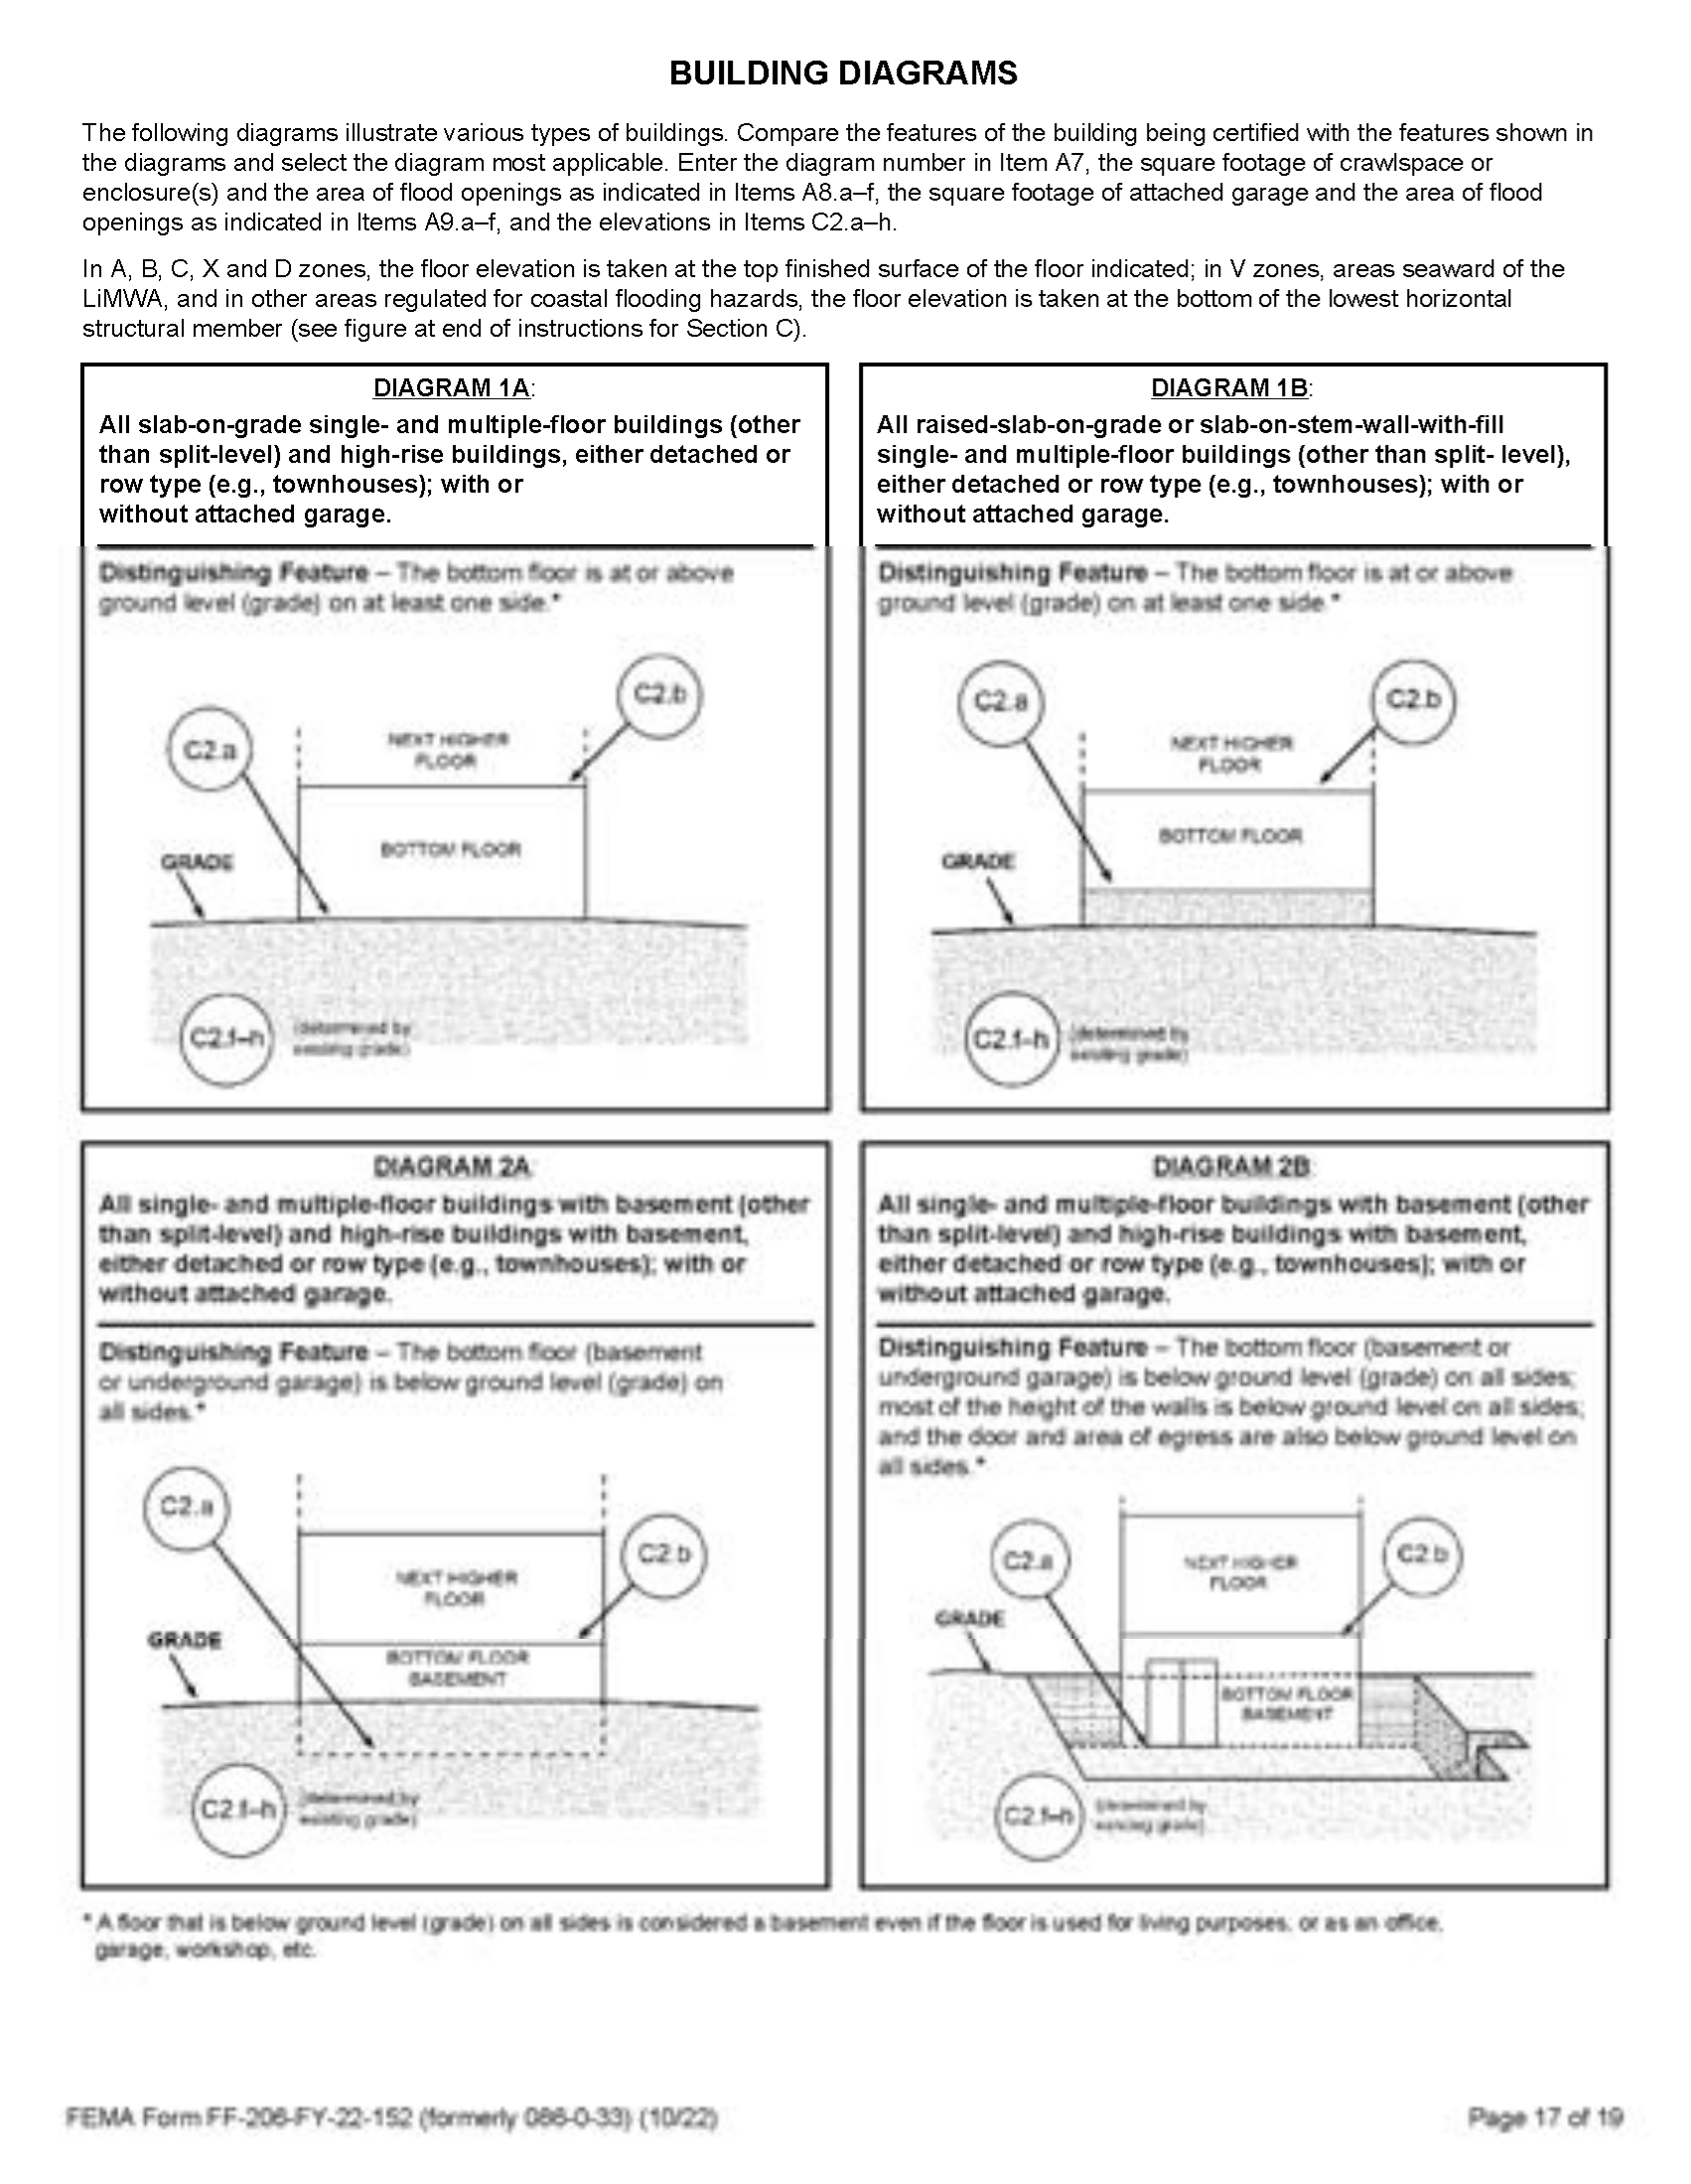 BUILDING DIAGRAMS
The following diagrams illustrate various types of buildings. Compare the features of the building being certified with the features shown in
the diagrams and select the diagram most applicable. Enter the diagram number in Item A7, the square footage of crawlspace or
enclosure(s) and the area of flood openings as indicated in Items A8.a–f, the square footage of attached garage and the area of flood
openings as indicated in Items A9.a–f, and the elevations in Items C2.a–h.
In A, B, C, X and D zones, the floor elevation is taken at the top finished surface of the floor indicated; in V zones, areas seaward of the
LiMWA, and in other areas regulated for coastal flooding hazards, the floor elevation is taken at the bottom of the lowest horizontal
structural member (see figure at end of instructions for Section C).
DIAGRAM 1A:
All slab-on-grade single- and multiple-floor buildings (other
than split-level) and high-rise buildings, either detached or
row type (e.g., townhouses); with or
without attached garage.
Distinguishing Feature – The bottom floor is at or above
ground level (grade) on at least one side.*
C2.b
C2.a
NEXT HIGHER
FLOOR
BOTTOM FLOOR
GRADE
C2.f–h
(determined by
existing grade)
DIAGRAM 1B:
All raised-slab-on-grade or slab-on-stem-wall-with-fill
single- and multiple-floor buildings (other than split- level),
either detached or row type (e.g., townhouses); with or
without attached garage.
Distinguishing Feature – The bottom floor is at or above
ground level (grade) on at least one side.*
C2.a
C2.b
NEXT HIGHER
FLOOR
BOTTOM FLOOR
GRADE
C2.f–h
(determined by
existing grade)
DIAGRAM 2A:
All single- and multiple-floor buildings with basement (other
than split-level) and high-rise buildings with basement,
either detached or row type (e.g., townhouses); with or
without attached garage.
Distinguishing Feature – The bottom floor (basement
or underground garage) is below ground level (grade) on
all sides.*
C2.a
C2.b
NEXT HIGHER
FLOOR
GRADE
BOTTOM FLOOR
BASEMENT
C2.f–h
(determined by
existing grade)
DIAGRAM 2B:
All single- and multiple-floor buildings with basement (other
than split-level) and high-rise buildings with basement,
either detached or row type (e.g., townhouses); with or
without attached garage.
Distinguishing Feature – The bottom floor (basement or
underground garage) is below ground level (grade) on all sides;
most of the height of the walls is below ground level on all sides;
and the door and area of egress are also below ground level on
all sides.*
C2.a
C2.b
NEXT HIGHER
FLOOR
GRADE
BOTTOM FLOOR
BASEMENT
C2.f–h
(determined by
existing grade)
* A floor that is below ground level (grade) on all sides is considered a basement even if the floor is used for living purposes, or as an office,
garage, workshop, etc.
FEMA Form FF-206-FY-22-152 (formerly 086-0-33) (10/22)
Page 17 of 19